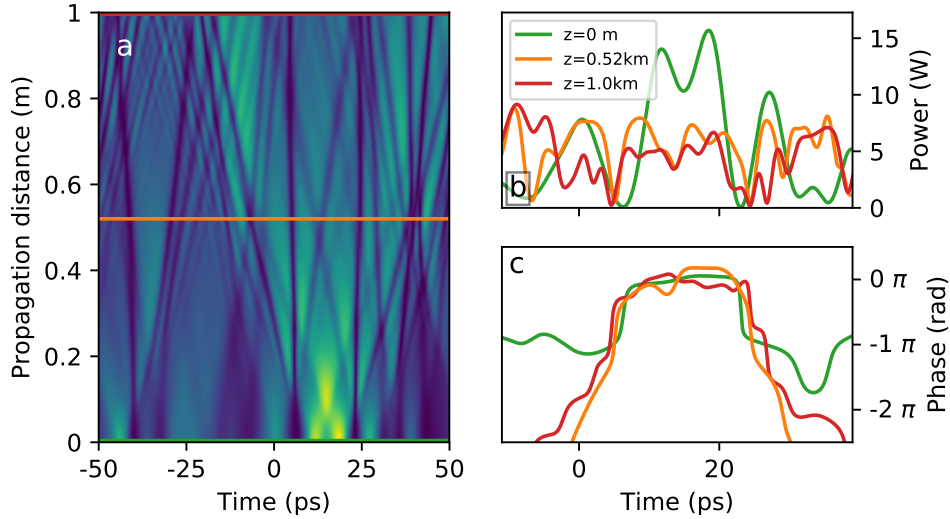 a
1
0.8
0.6
0.4
0.2
0
Propagation distance (m)
-50
-25
0
25
50
Time (ps)
z=0 m
z=0.52km
z=1.0km
b
15
10
5
0
Power (W)
c
0 π
-1 π
-2 π
Phase (rad)
0
20
Time (ps)